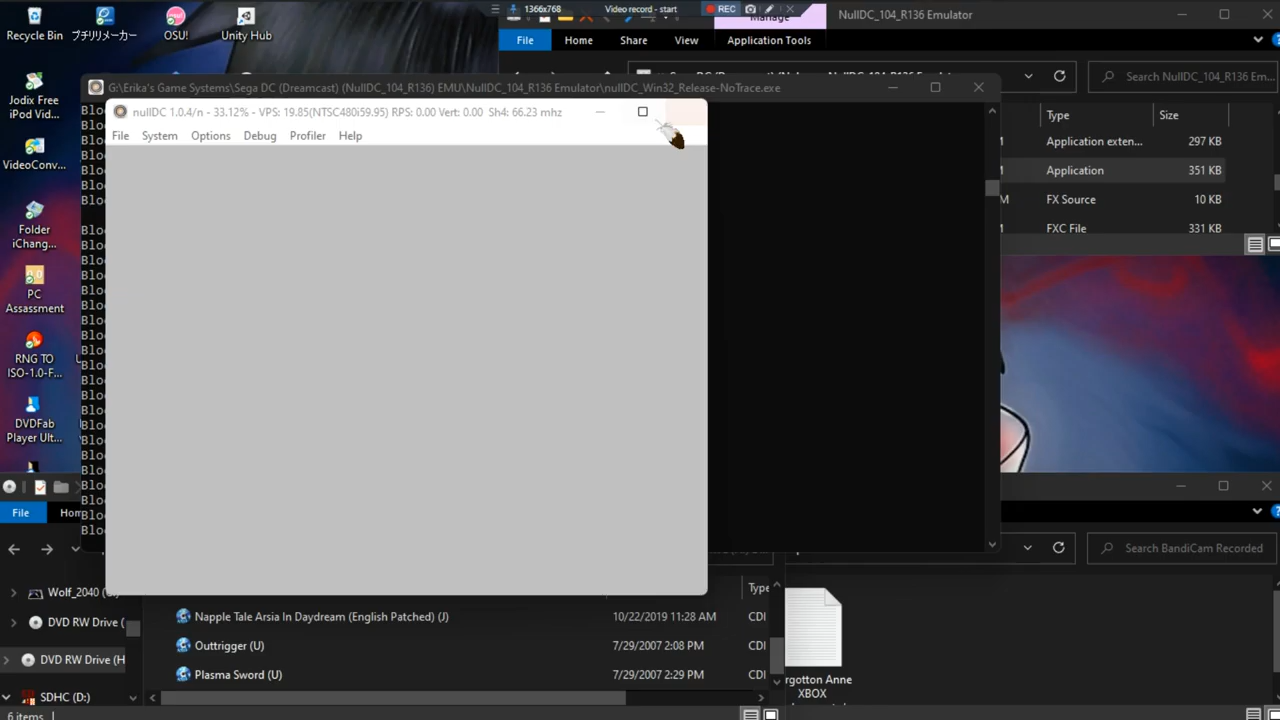 1366x768
Video record - start
REC
Manage
NullDC_104_R136 Emulator
File
Home
Share
View
Application Tools
Recycle Bin
プチリメーカー
OSU!
Unity Hub
Search NullDC_104_R136 Em...
G:\Erika's Game Systems\Sega DC (Dreamcast) (NullDC_104_R136) EMU\NullDC_104_R136 Emulator\nullDC_Win32_Release-NoTrace.exe
nullDC 1.0.4/n - 33.12% - VPS: 19.85(NTSC480i59.95) RPS: 0.00 Vert: 0.00 Sh4: 66.23 mhz
File
System
Options
Debug
Profiler
Help
Type
Size
Application exten...
297 KB
Application
351 KB
FX Source
10 KB
FXC File
331 KB
Jodix Free
iPod Vid...
VideoConv...
Folder
iChang...
PC
Assassment
RNG TO
ISO-1.0-F...
DVDFab
Player Ult...
File
Search BandiCam Recorded
Wolf_2040
DVD RW Drive (
DVD RW Drive (H
SDHC (D:)
6 items
Type
Napple Tale Arsia In Daydream (English Patched) (J)
10/22/2019 11:28 AM
CDI
Outtrigger (U)
7/29/2007 2:08 PM
CDI
Plasma Sword (U)
7/29/2007 2:29 PM
CDI
rgotton Anne
XBOX